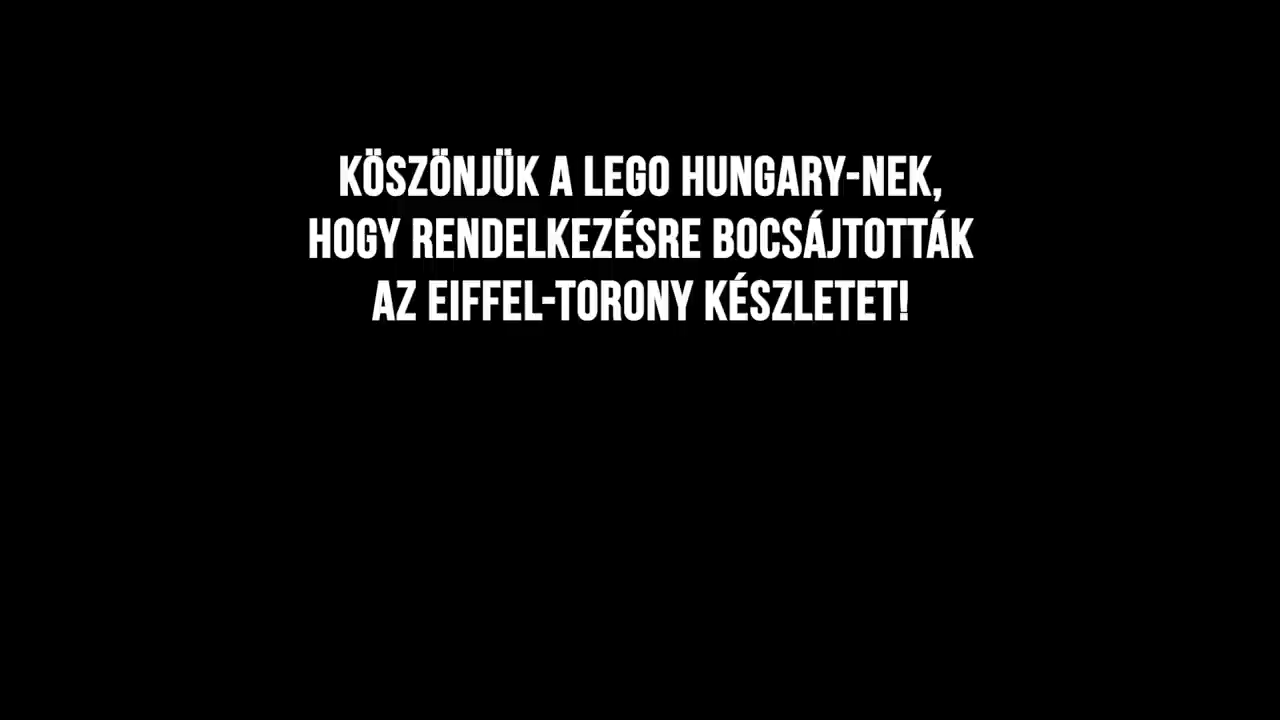 KÖSZÖNJÜK A LEGO HUNGARY-NEK,
HOGY RENDELKEZÉSRE BOCSÁJTOTTÁK
AZ EIFFEL-TORONY KÉSZLETET!